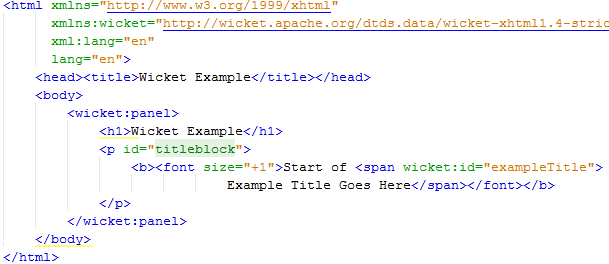 <html xmlns="http://www.w3.org/1999/xhtml"
xmlns:wicket="http://wicket.apache.org/dtds.data/wicket-xhtml1.4-stric
xml:lang="en"
lang="en">
<head><title>Wicket Example</title></head>
<body>
<wicket:panel>
<h1>Wicket Example</h1>
<p id="titleblock">
<b><font size="+1">Start of <span wicket:id="exampleTitle">
Example Title Goes Here</span></font></b>
</p>
</wicket:panel>
</body>
</html>